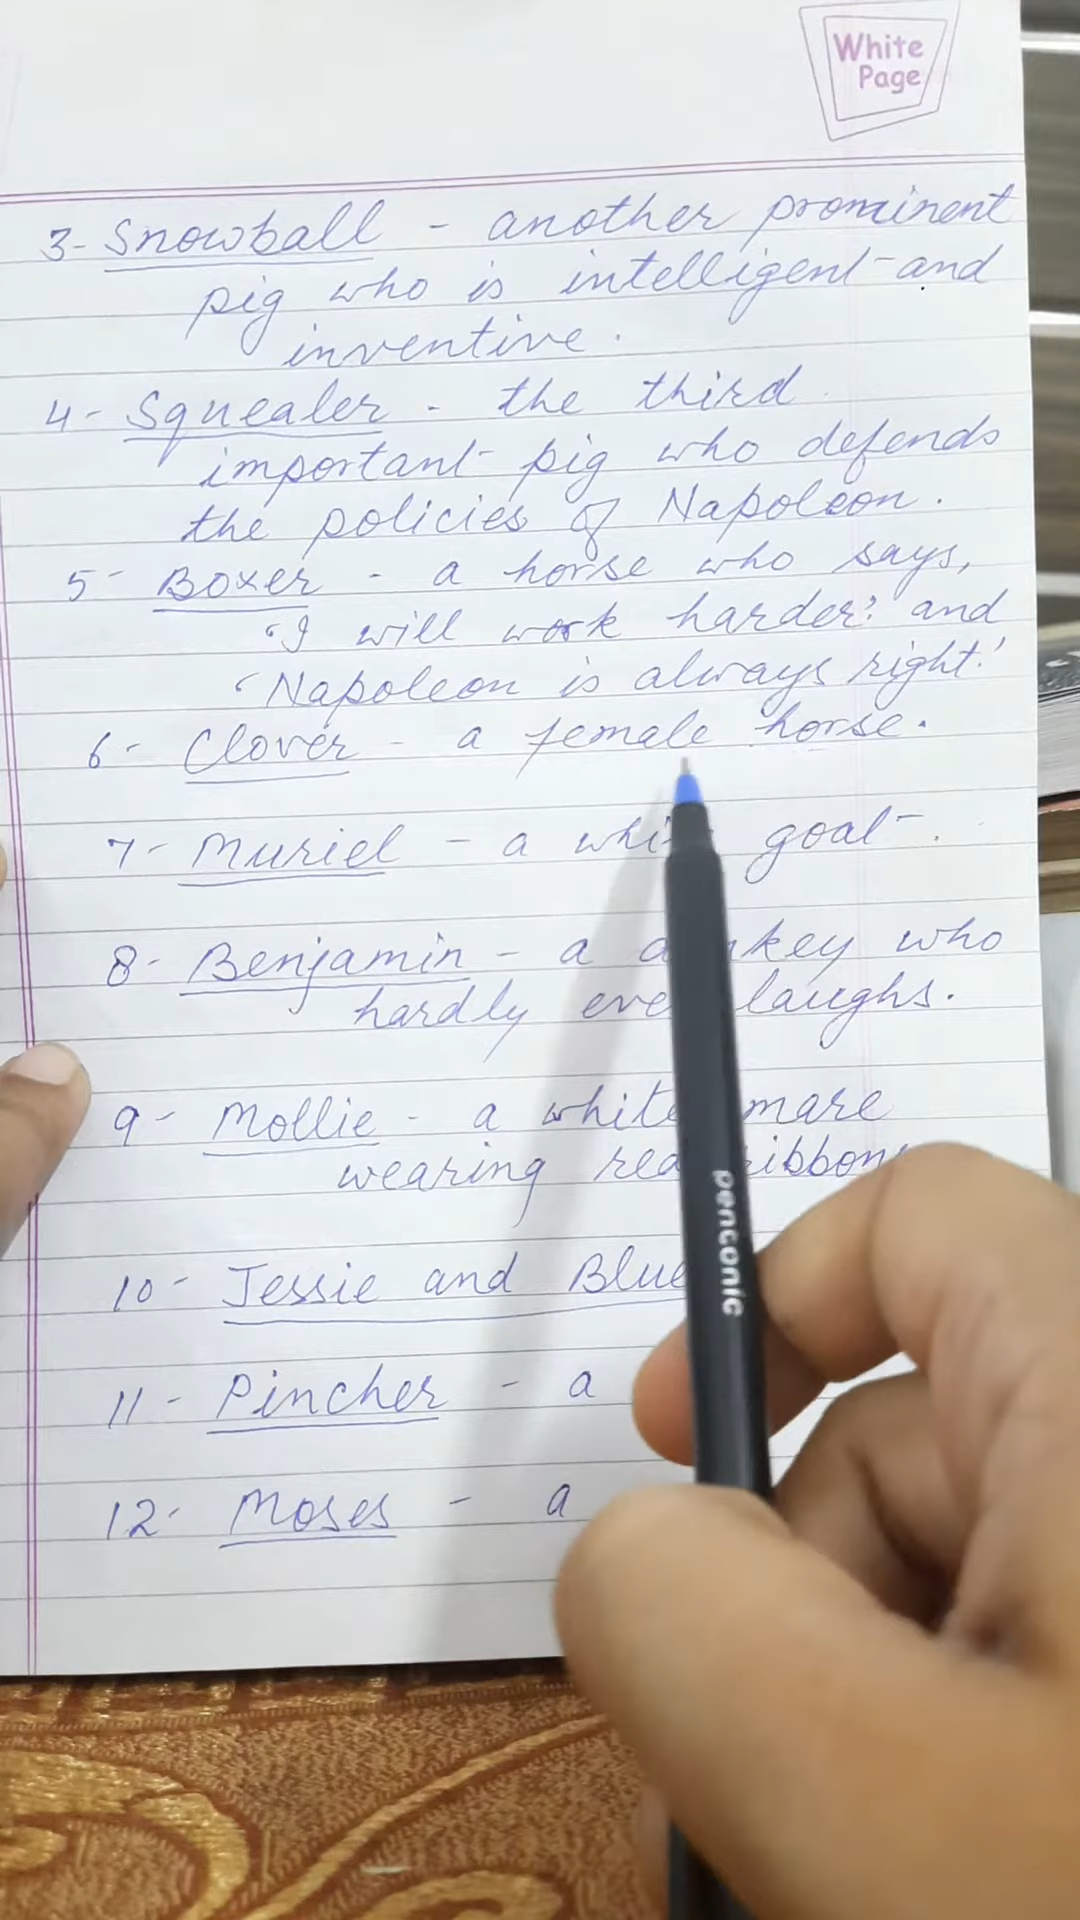 White
Page
3- Snowball - another prominent
pig who is intelligent and
inventive.
4- Squealer - the third
important pig who defends
the policies of Napoleon.
5- Boxer - a horse who says,
'I will work harder' and
'Napoleon is always right.'
6- Clover - a female horse.
7- Muriel - a goat.
8- Benjamin - a who
hardly laughs.
9- Mollie - a white mare
wearing ribbons
10- Jessie and
11- Pincher - a
12- Moses - a
penconic